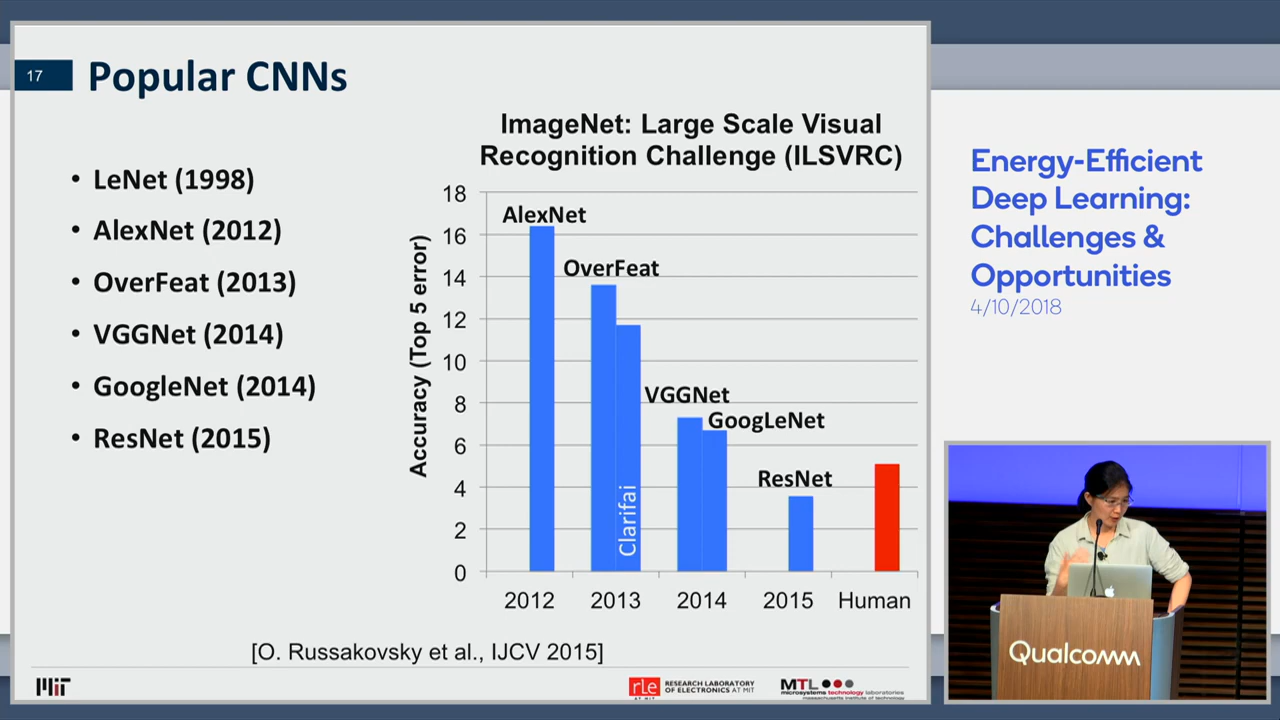 17
Popular CNNs
• LeNet (1998)
• AlexNet (2012)
• OverFeat (2013)
• VGGNet (2014)
• GoogleNet (2014)
• ResNet (2015)
ImageNet: Large Scale Visual
Recognition Challenge (ILSVRC)
Accuracy (Top 5 error)
18
16
14
12
10
8
6
4
2
0
AlexNet
OverFeat
Clarifai
VGGNet
GoogLeNet
ResNet
2012 2013 2014 2015 Human
[O. Russakovsky et al., IJCV 2015]
MIT
rle
RESEARCH LABORATORY
OF ELECTRONICS AT MIT
MTL
microsystems technology laboratories
massachusetts institute of technology
Energy-Efficient
Deep Learning:
Challenges &
Opportunities
4/10/2018
Qualcomm